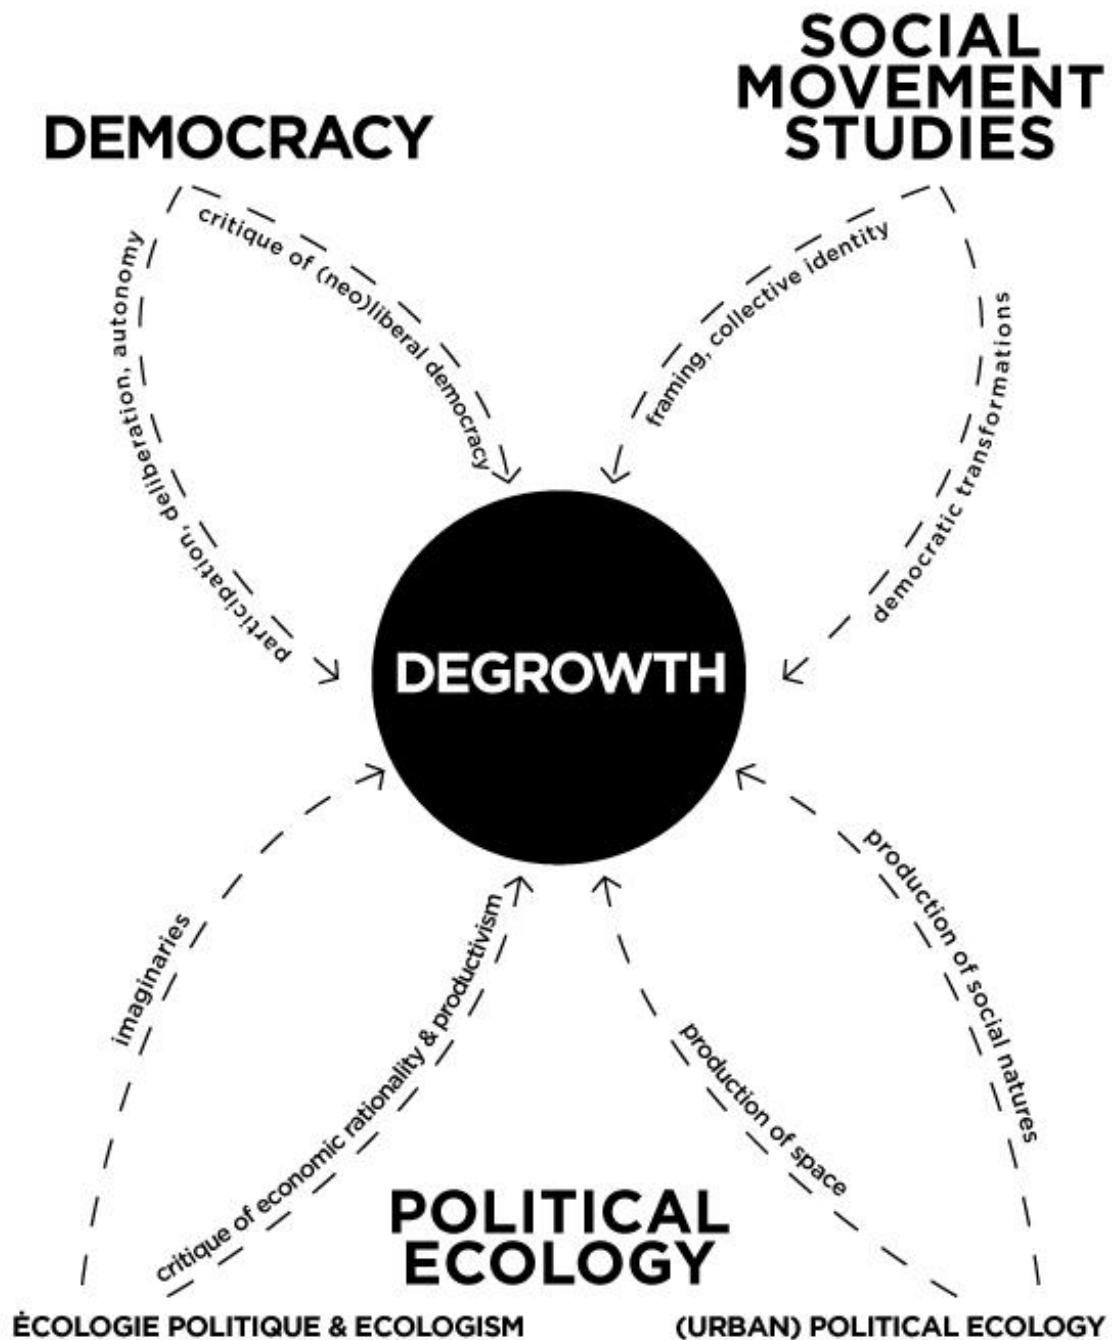 SOCIAL
MOVEMENT
STUDIES
DEMOCRACY
critique of (neo)liberal democracy
participation, deliberation, autonomy
framing, collective identity
democratic transformations
DEGROWTH
imaginaries
critique of economic rationality & productivism
production of space
production of social natures
POLITICAL
ECOLOGY
ĖCOLOGIE POLITIQUE & ECOLOGISM
(URBAN) POLITICAL ECOLOGY